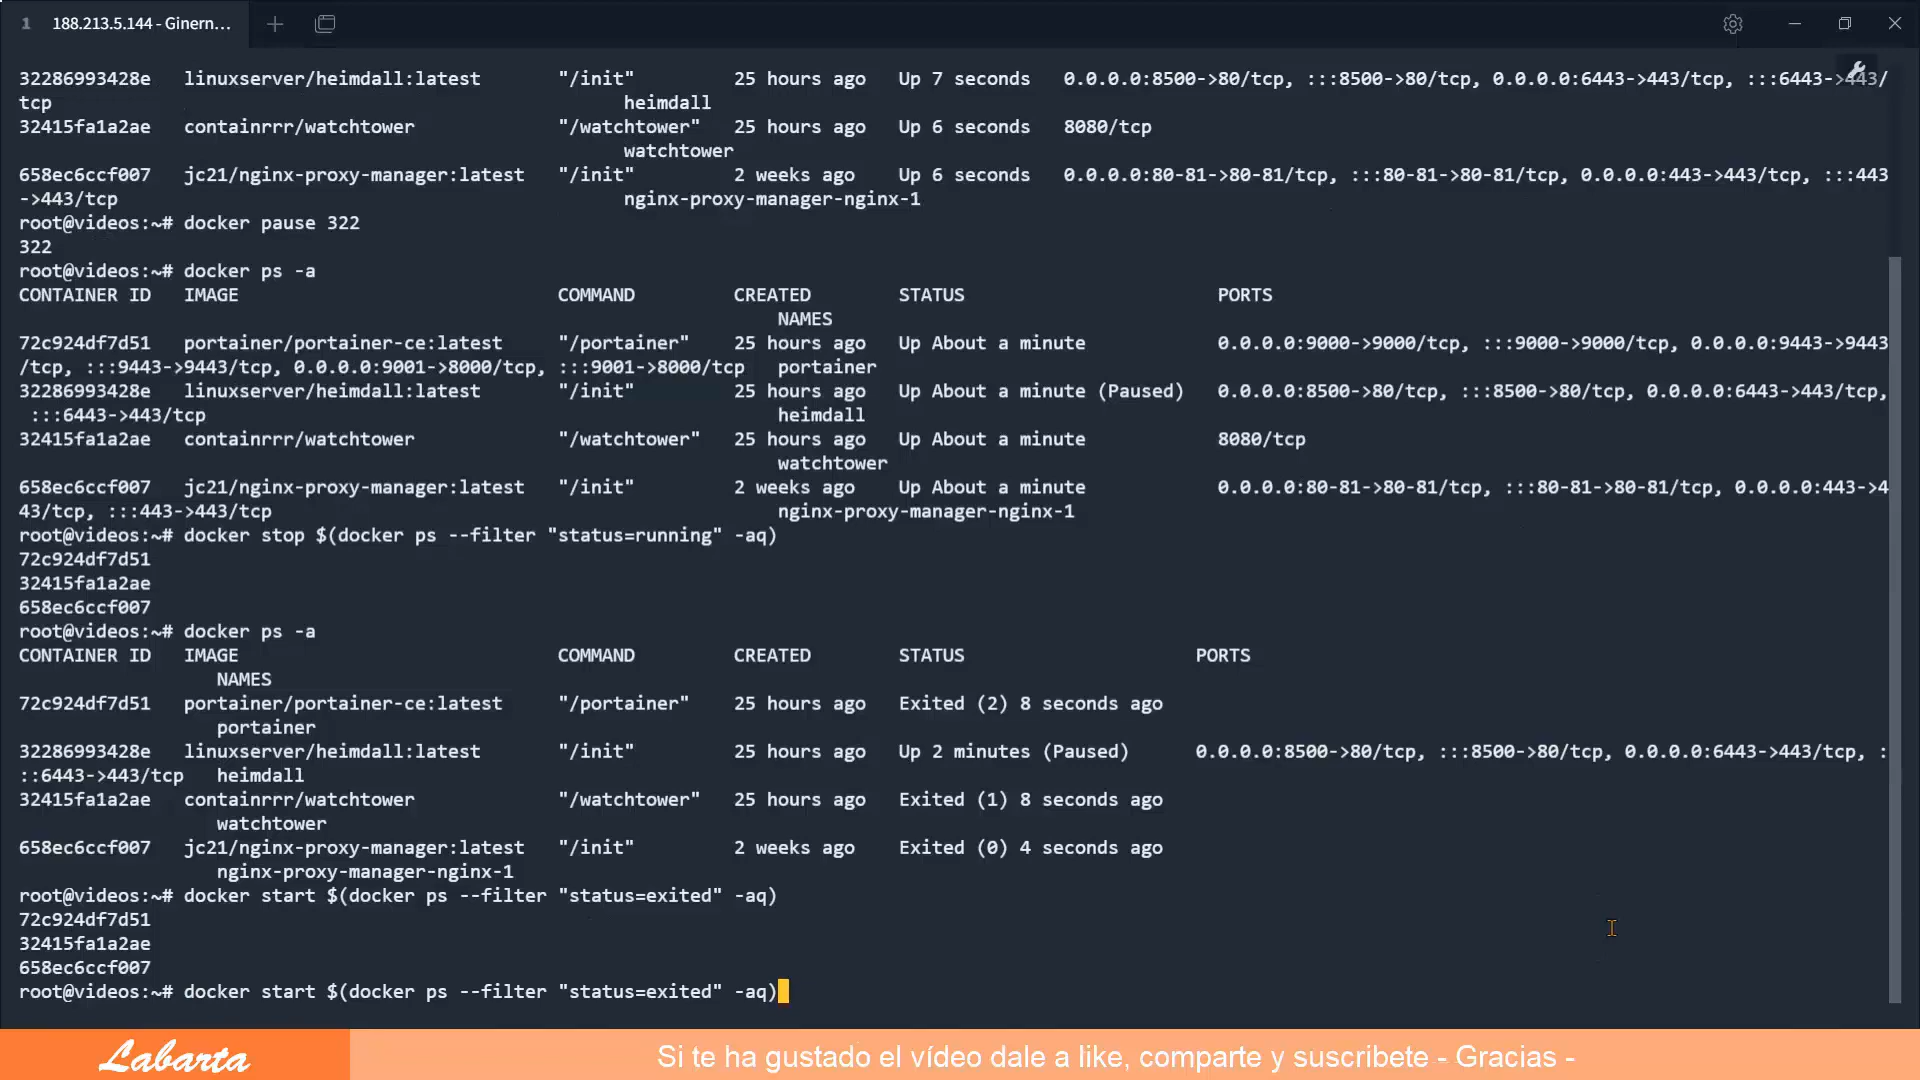 1 188.213.5.144 - Ginern...
32286993428e linuxserver/heimdall:latest "/init" 25 hours ago Up 7 seconds 0.0.0.0:8500->80/tcp, :::8500->80/tcp, 0.0.0.0:6443->443/tcp, :::6443->443/
tcp heimdall
32415fa1a2ae containrrr/watchtower "/watchtower" 25 hours ago Up 6 seconds 8080/tcp
watchtower
658ec6ccf007 jc21/nginx-proxy-manager:latest "/init" 2 weeks ago Up 6 seconds 0.0.0.0:80-81->80-81/tcp, :::80-81->80-81/tcp, 0.0.0.0:443->443/tcp, :::443
->443/tcp nginx-proxy-manager-nginx-1
root@videos:~# docker pause 322
322
root@videos:~# docker ps -a
CONTAINER ID IMAGE COMMAND CREATED STATUS PORTS
NAMES
72c924df7d51 portainer/portainer-ce:latest "/portainer" 25 hours ago Up About a minute 0.0.0.0:9000->9000/tcp, :::9000->9000/tcp, 0.0.0.0:9443->9443
/tcp, :::9443->9443/tcp, 0.0.0.0:9001->8000/tcp, :::9001->8000/tcp portainer
32286993428e linuxserver/heimdall:latest "/init" 25 hours ago Up About a minute (Paused) 0.0.0.0:8500->80/tcp, :::8500->80/tcp, 0.0.0.0:6443->443/tcp,
:::6443->443/tcp heimdall
32415fa1a2ae containrrr/watchtower "/watchtower" 25 hours ago Up About a minute 8080/tcp
watchtower
658ec6ccf007 jc21/nginx-proxy-manager:latest "/init" 2 weeks ago Up About a minute 0.0.0.0:80-81->80-81/tcp, :::80-81->80-81/tcp, 0.0.0.0:443->4
43/tcp, :::443->443/tcp nginx-proxy-manager-nginx-1
root@videos:~# docker stop $(docker ps --filter "status=running" -aq)
72c924df7d51
32415fa1a2ae
658ec6ccf007
root@videos:~# docker ps -a
CONTAINER ID IMAGE COMMAND CREATED STATUS PORTS
NAMES
72c924df7d51 portainer/portainer-ce:latest "/portainer" 25 hours ago Exited (2) 8 seconds ago
portainer
32286993428e linuxserver/heimdall:latest "/init" 25 hours ago Up 2 minutes (Paused) 0.0.0.0:8500->80/tcp, :::8500->80/tcp, 0.0.0.0:6443->443/tcp, :
::6443->443/tcp heimdall
32415fa1a2ae containrrr/watchtower "/watchtower" 25 hours ago Exited (1) 8 seconds ago
watchtower
658ec6ccf007 jc21/nginx-proxy-manager:latest "/init" 2 weeks ago Exited (0) 4 seconds ago
nginx-proxy-manager-nginx-1
root@videos:~# docker start $(docker ps --filter "status=exited" -aq)
72c924df7d51
32415fa1a2ae
658ec6ccf007
root@videos:~# docker start $(docker ps --filter "status=exited" -aq)
Labarta Si te ha gustado el vídeo dale a like, comparte y suscribete - Gracias -